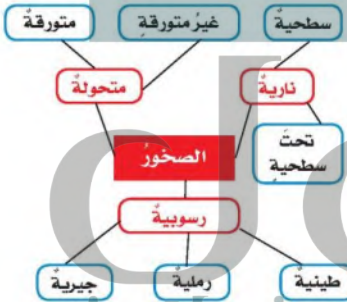 سطحيةٌ
غيرُ متورقةٍ
متورقةٌ
ناريةٌ
متحولةٌ
تحتَ
سطحيةٍ
الصخورُ
رسوبيةٌ
طينيةٌ
رمليةٌ
جيريةٌ